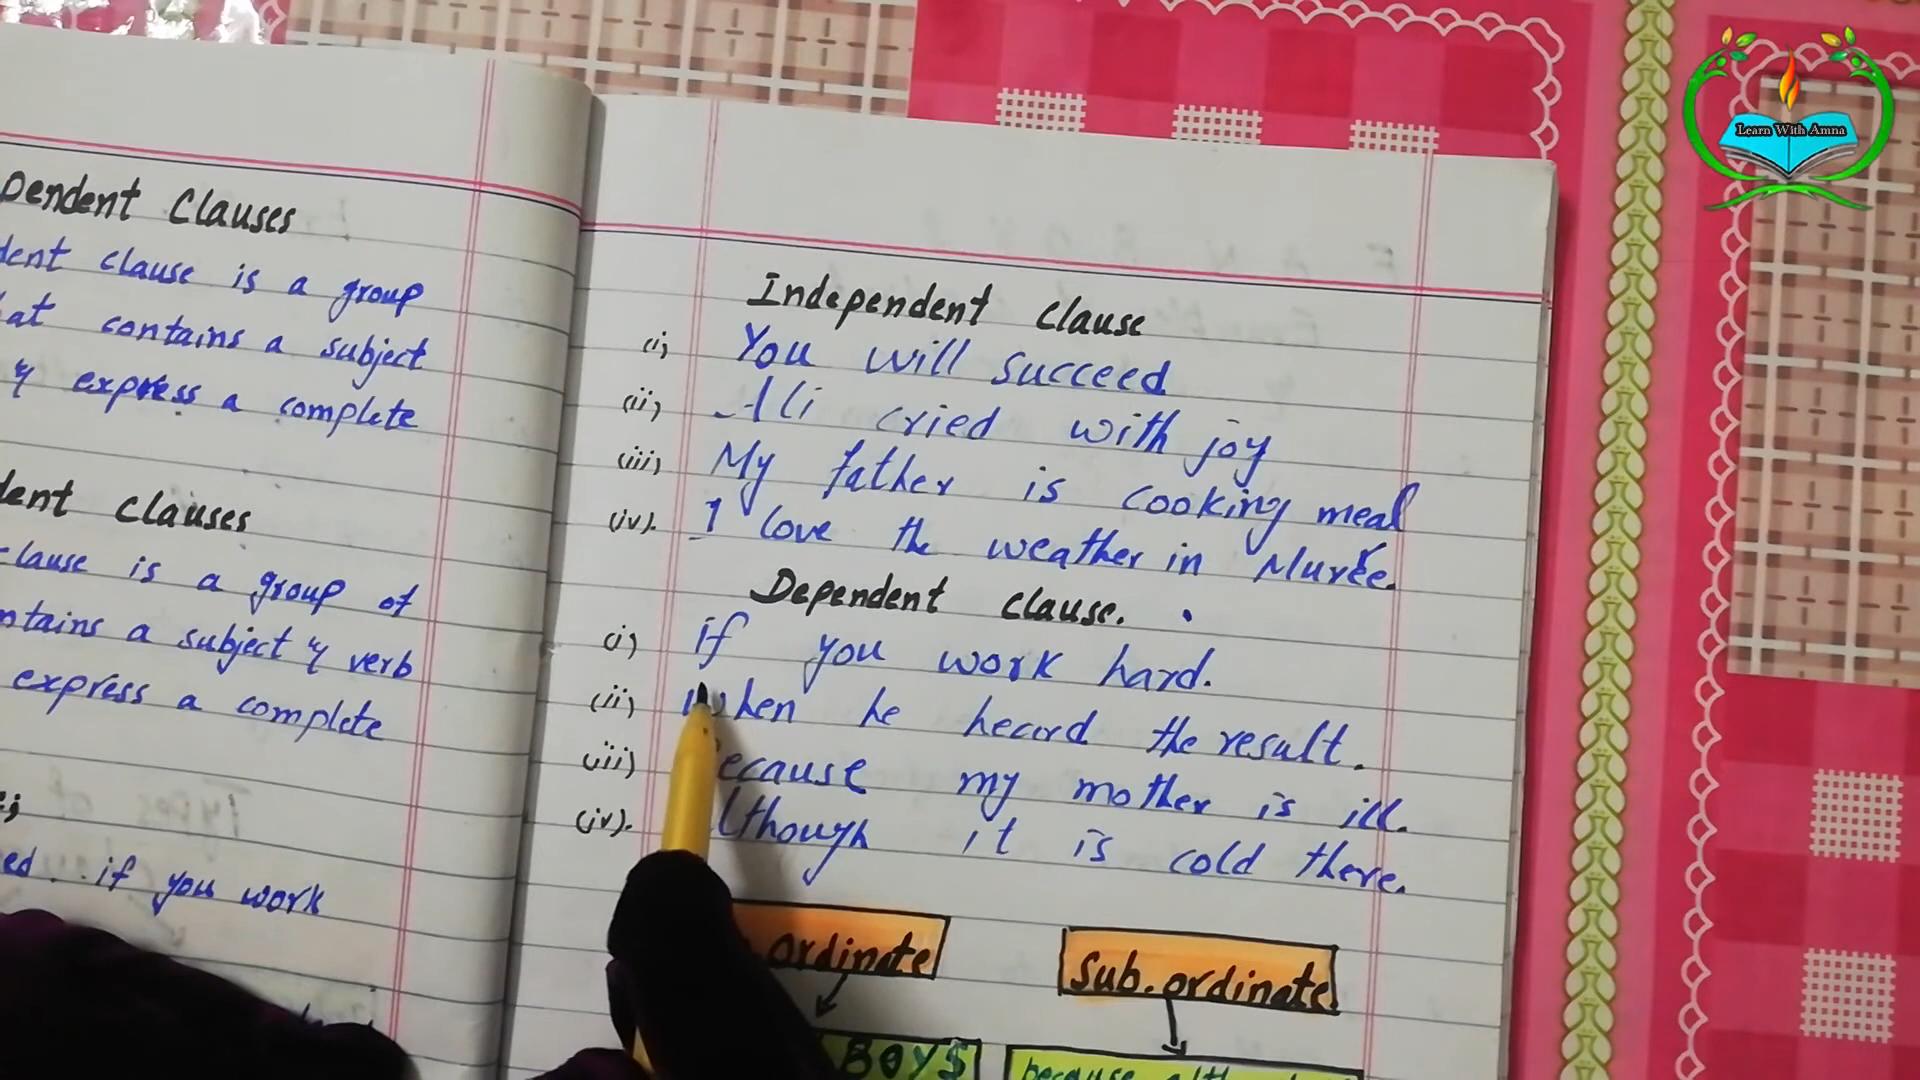 Pendent Clauses
dent clause is a group
at contains a subject
& express a complete
dent Clauses
clause is a group of
ntains a subject & verb
express a complete
ed. if you work
Independent Clause
(i) You will succeed
(ii) Ali cried with joy
(iii) My father is cooking meal
(iv). I love the weather in Murree.
Dependent clause.
(i) if you work hard.
(ii) when he heard the result.
(iii) ecause my mother is ill.
(iv). lthough it is cold there.
ordinate
Sub.ordinate
BOYS
because
Learn With Amna